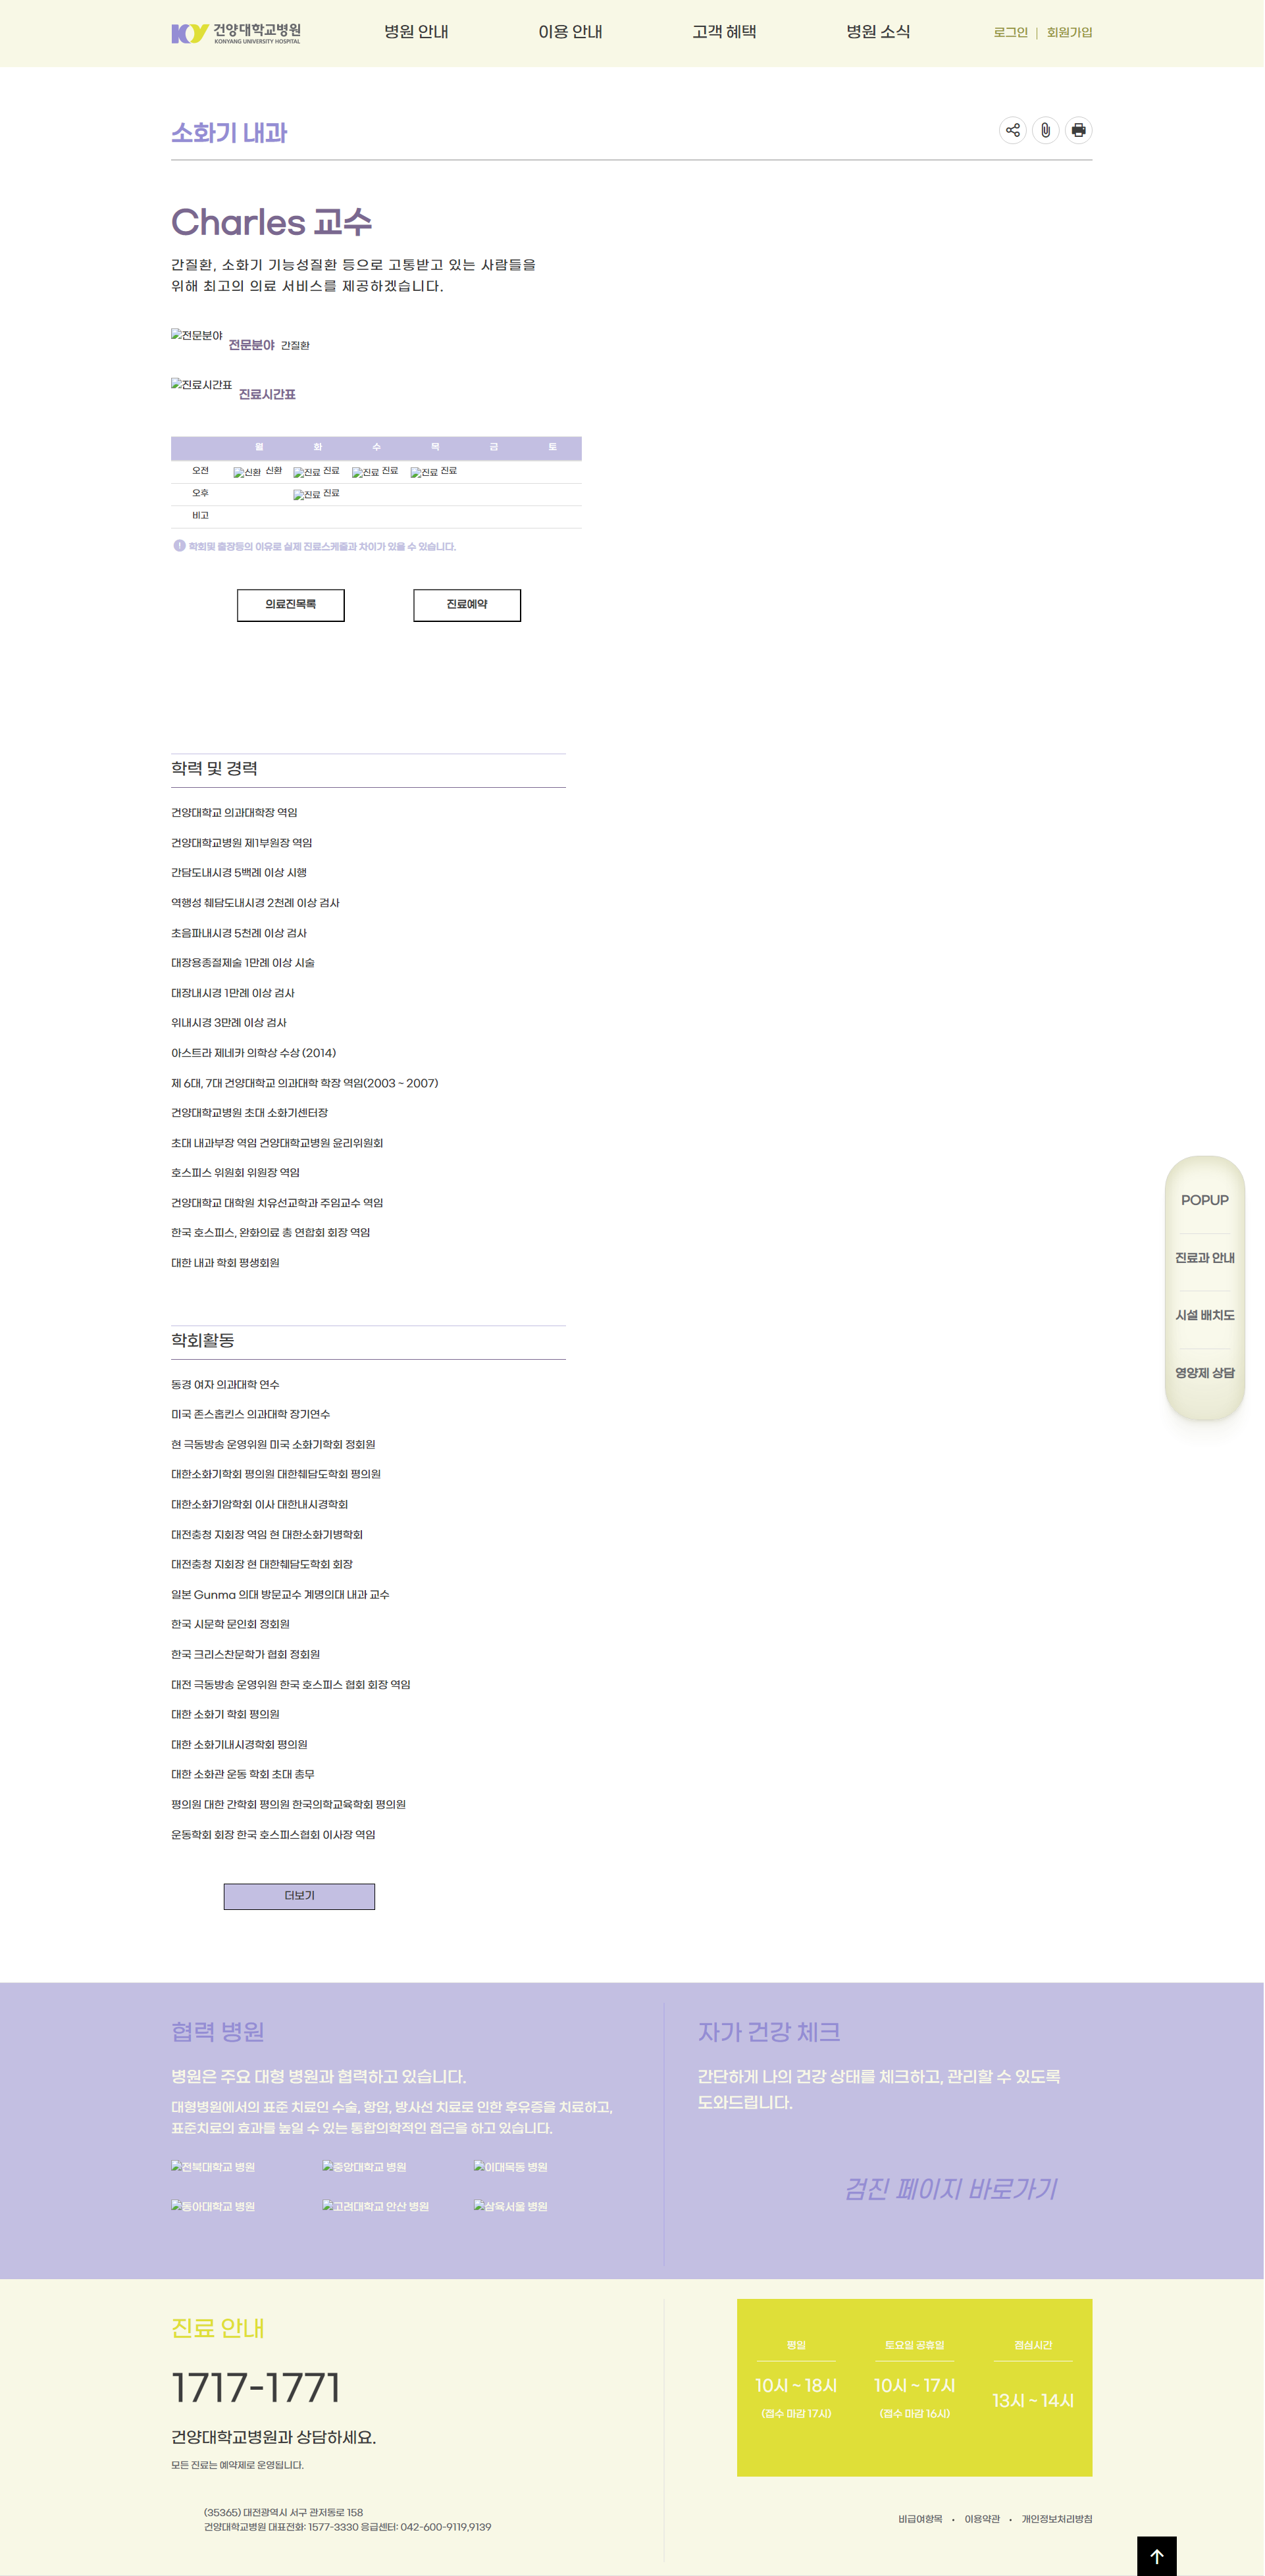 KY 건양대학교병원
KONYANG UNIVERSITY HOSPITAL
병원 안내
이용 안내
고객 혜택
병원 소식
로그인 | 회원가입
소화기 내과
Charles 교수
간질환, 소화기 기능성질환 등으로 고통받고 있는 사람들을
위해 최고의 의료 서비스를 제공하겠습니다.
전문분야 전문분야 간질환
진료시간표 진료시간표
월 화 수 목 금 토
오전 신환 신환 진료 진료 진료 진료 진료 진료
오후 진료 진료
비고
학회및 출장등의 이유로 실제 진료스케쥴과 차이가 있을 수 있습니다.
의료진목록
진료예약
학력 및 경력
건양대학교 의과대학장 역임
건양대학교병원 제1부원장 역임
간담도내시경 5백례 이상 시행
역행성 췌담도내시경 2천례 이상 검사
초음파내시경 5천례 이상 검사
대장용종절제술 1만례 이상 시술
대장내시경 1만례 이상 검사
위내시경 3만례 이상 검사
아스트라 제네카 의학상 수상 (2014)
제 6대, 7대 건양대학교 의과대학 학장 역임(2003 ~ 2007)
건양대학교병원 초대 소화기센터장
초대 내과부장 역임 건양대학교병원 윤리위원회
호스피스 위원회 위원장 역임
건양대학교 대학원 치유선교학과 주임교수 역임
한국 호스피스, 완화의료 총 연합회 회장 역임
대한 내과 학회 평생회원
POPUP
진료과 안내
시설 배치도
영양제 상담
학회활동
동경 여자 의과대학 연수
미국 존스홉킨스 의과대학 장기연수
현 극동방송 운영위원 미국 소화기학회 정회원
대한소화기학회 평의원 대한췌담도학회 평의원
대한소화기암학회 이사 대한내시경학회
대전충청 지회장 역임 현 대한소화기병학회
대전충청 지회장 현 대한췌담도학회 회장
일본 Gunma 의대 방문교수 계명의대 내과 교수
한국 시문학 문인회 정회원
한국 크리스찬문학가 협회 정회원
대전 극동방송 운영위원 한국 호스피스 협회 회장 역임
대한 소화기 학회 평의원
대한 소화기내시경학회 평의원
대한 소화관 운동 학회 초대 총무
평의원 대한 간학회 평의원 한국의학교육학회 평의원
운동학회 회장 한국 호스피스협회 이사장 역임
더보기
협력 병원
병원은 주요 대형 병원과 협력하고 있습니다.
대형병원에서의 표준 치료인 수술, 항암, 방사선 치료로 인한 후유증을 치료하고,
표준치료의 효과를 높일 수 있는 통합의학적인 접근을 하고 있습니다.
전북대학교 병원 중앙대학교 병원 이대목동 병원
동아대학교 병원 고려대학교 안산 병원 삼육서울 병원
자가 건강 체크
간단하게 나의 건강 상태를 체크하고, 관리할 수 있도록
도와드립니다.
검진 페이지 바로가기
진료 안내
1717-1771
건양대학교병원과 상담하세요.
모든 진료는 예약제로 운영됩니다.
평일 토요일 공휴일 점심시간
10시 ~ 18시 10시 ~ 17시 13시 ~ 14시
(접수 마감 17시) (접수 마감 16시)
(35365) 대전광역시 서구 관저동로 158
건양대학교병원 대표전화: 1577-3330 응급센터: 042-600-9119,9139
비급여항목 • 이용약관 • 개인정보처리방침